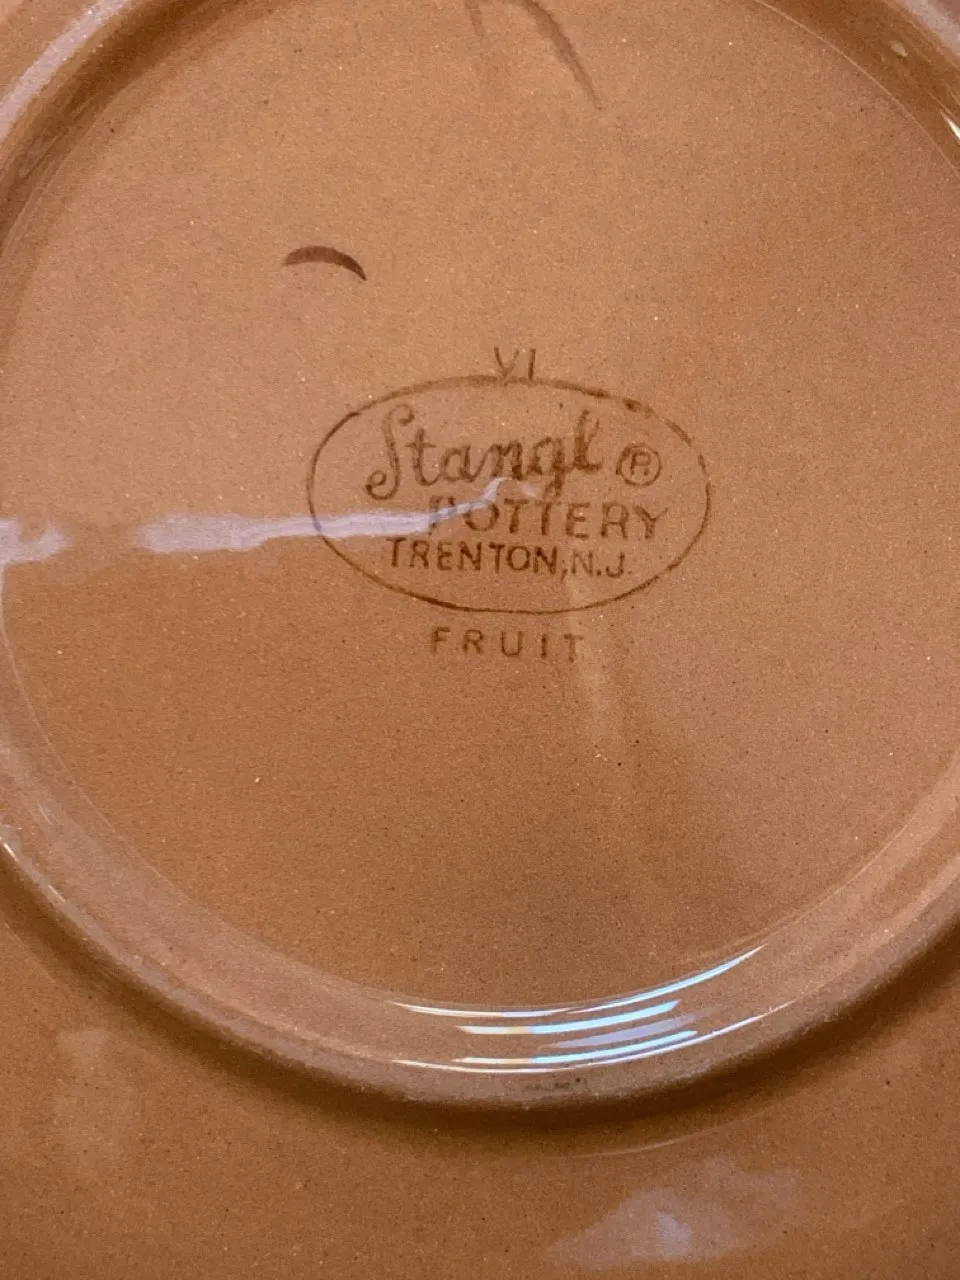 VI
Stangl ®
POTTERY
TRENTON, N.J.
FRUIT